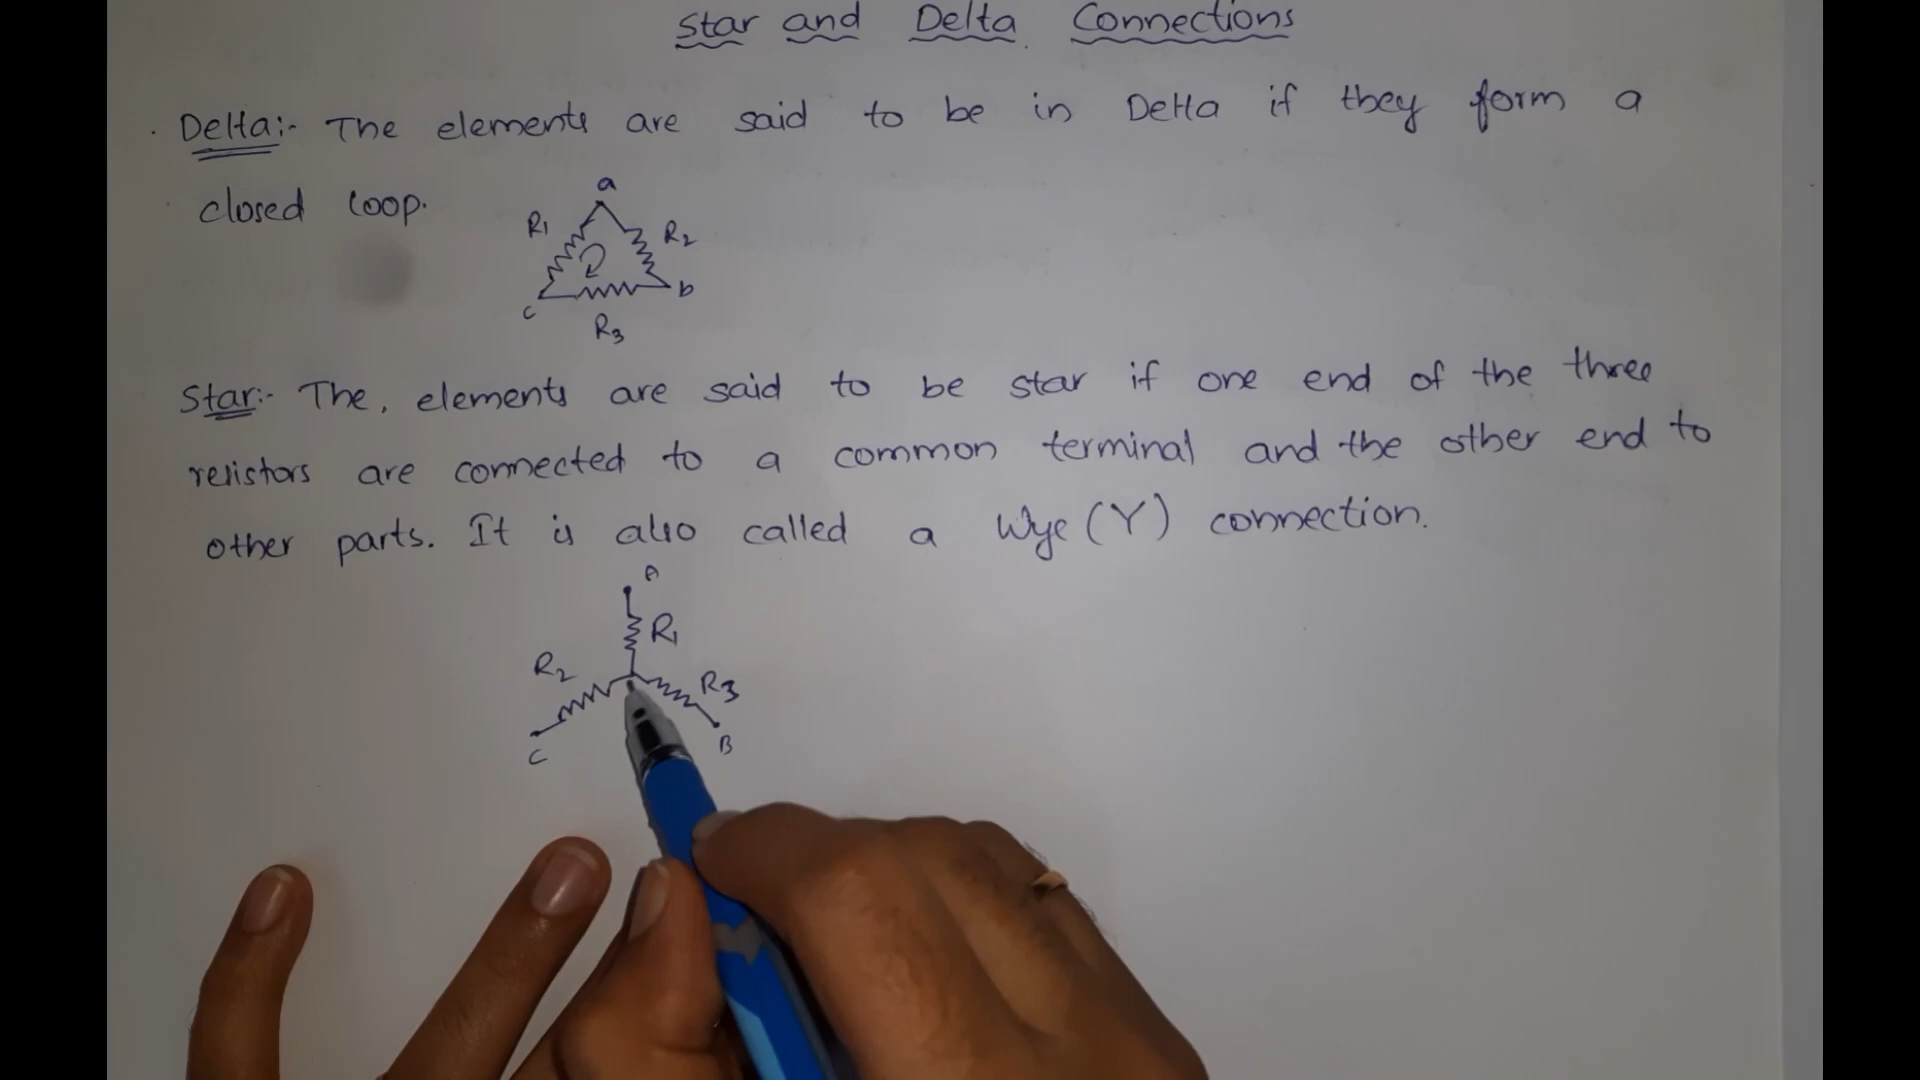 Star and Delta Connections
Delta:- The elements are said to be in Delta if they form a
closed loop.
a
R1 R2
c b
R3
Star:- The, elements are said to be star if one end of the three
resistors are connected to a common terminal and the other end to
other parts. It is also called a Wye (Y) connection.
A
R1
R2 R3
C B